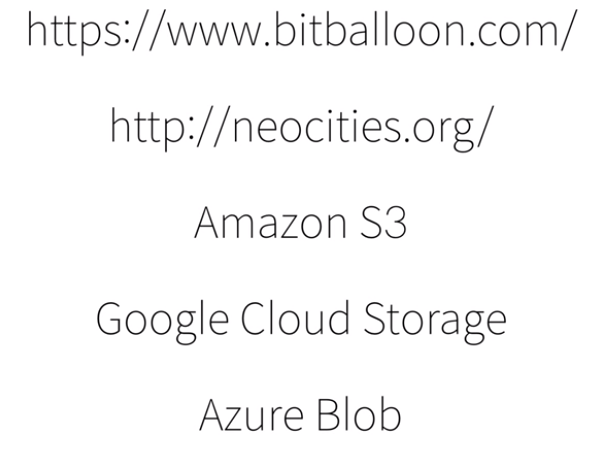 https://www.bitballoon.com/
http://neocities.org/
Amazon S3
Google Cloud Storage
Azure Blob